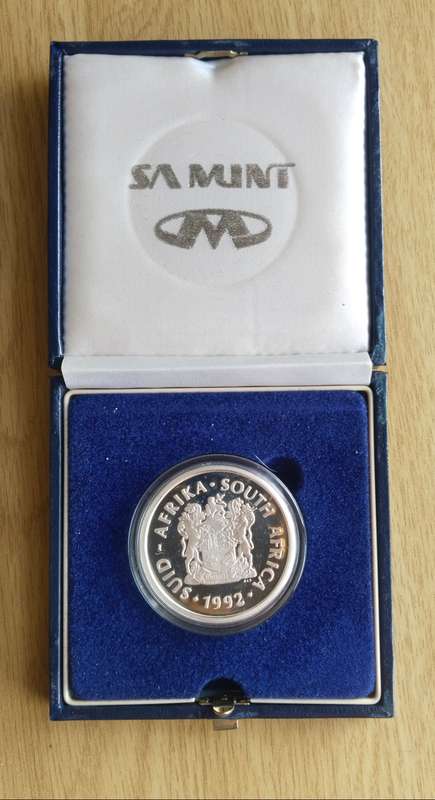 SA MINT
SUID-AFRIKA · SOUTH AFRICA
· 1992 ·